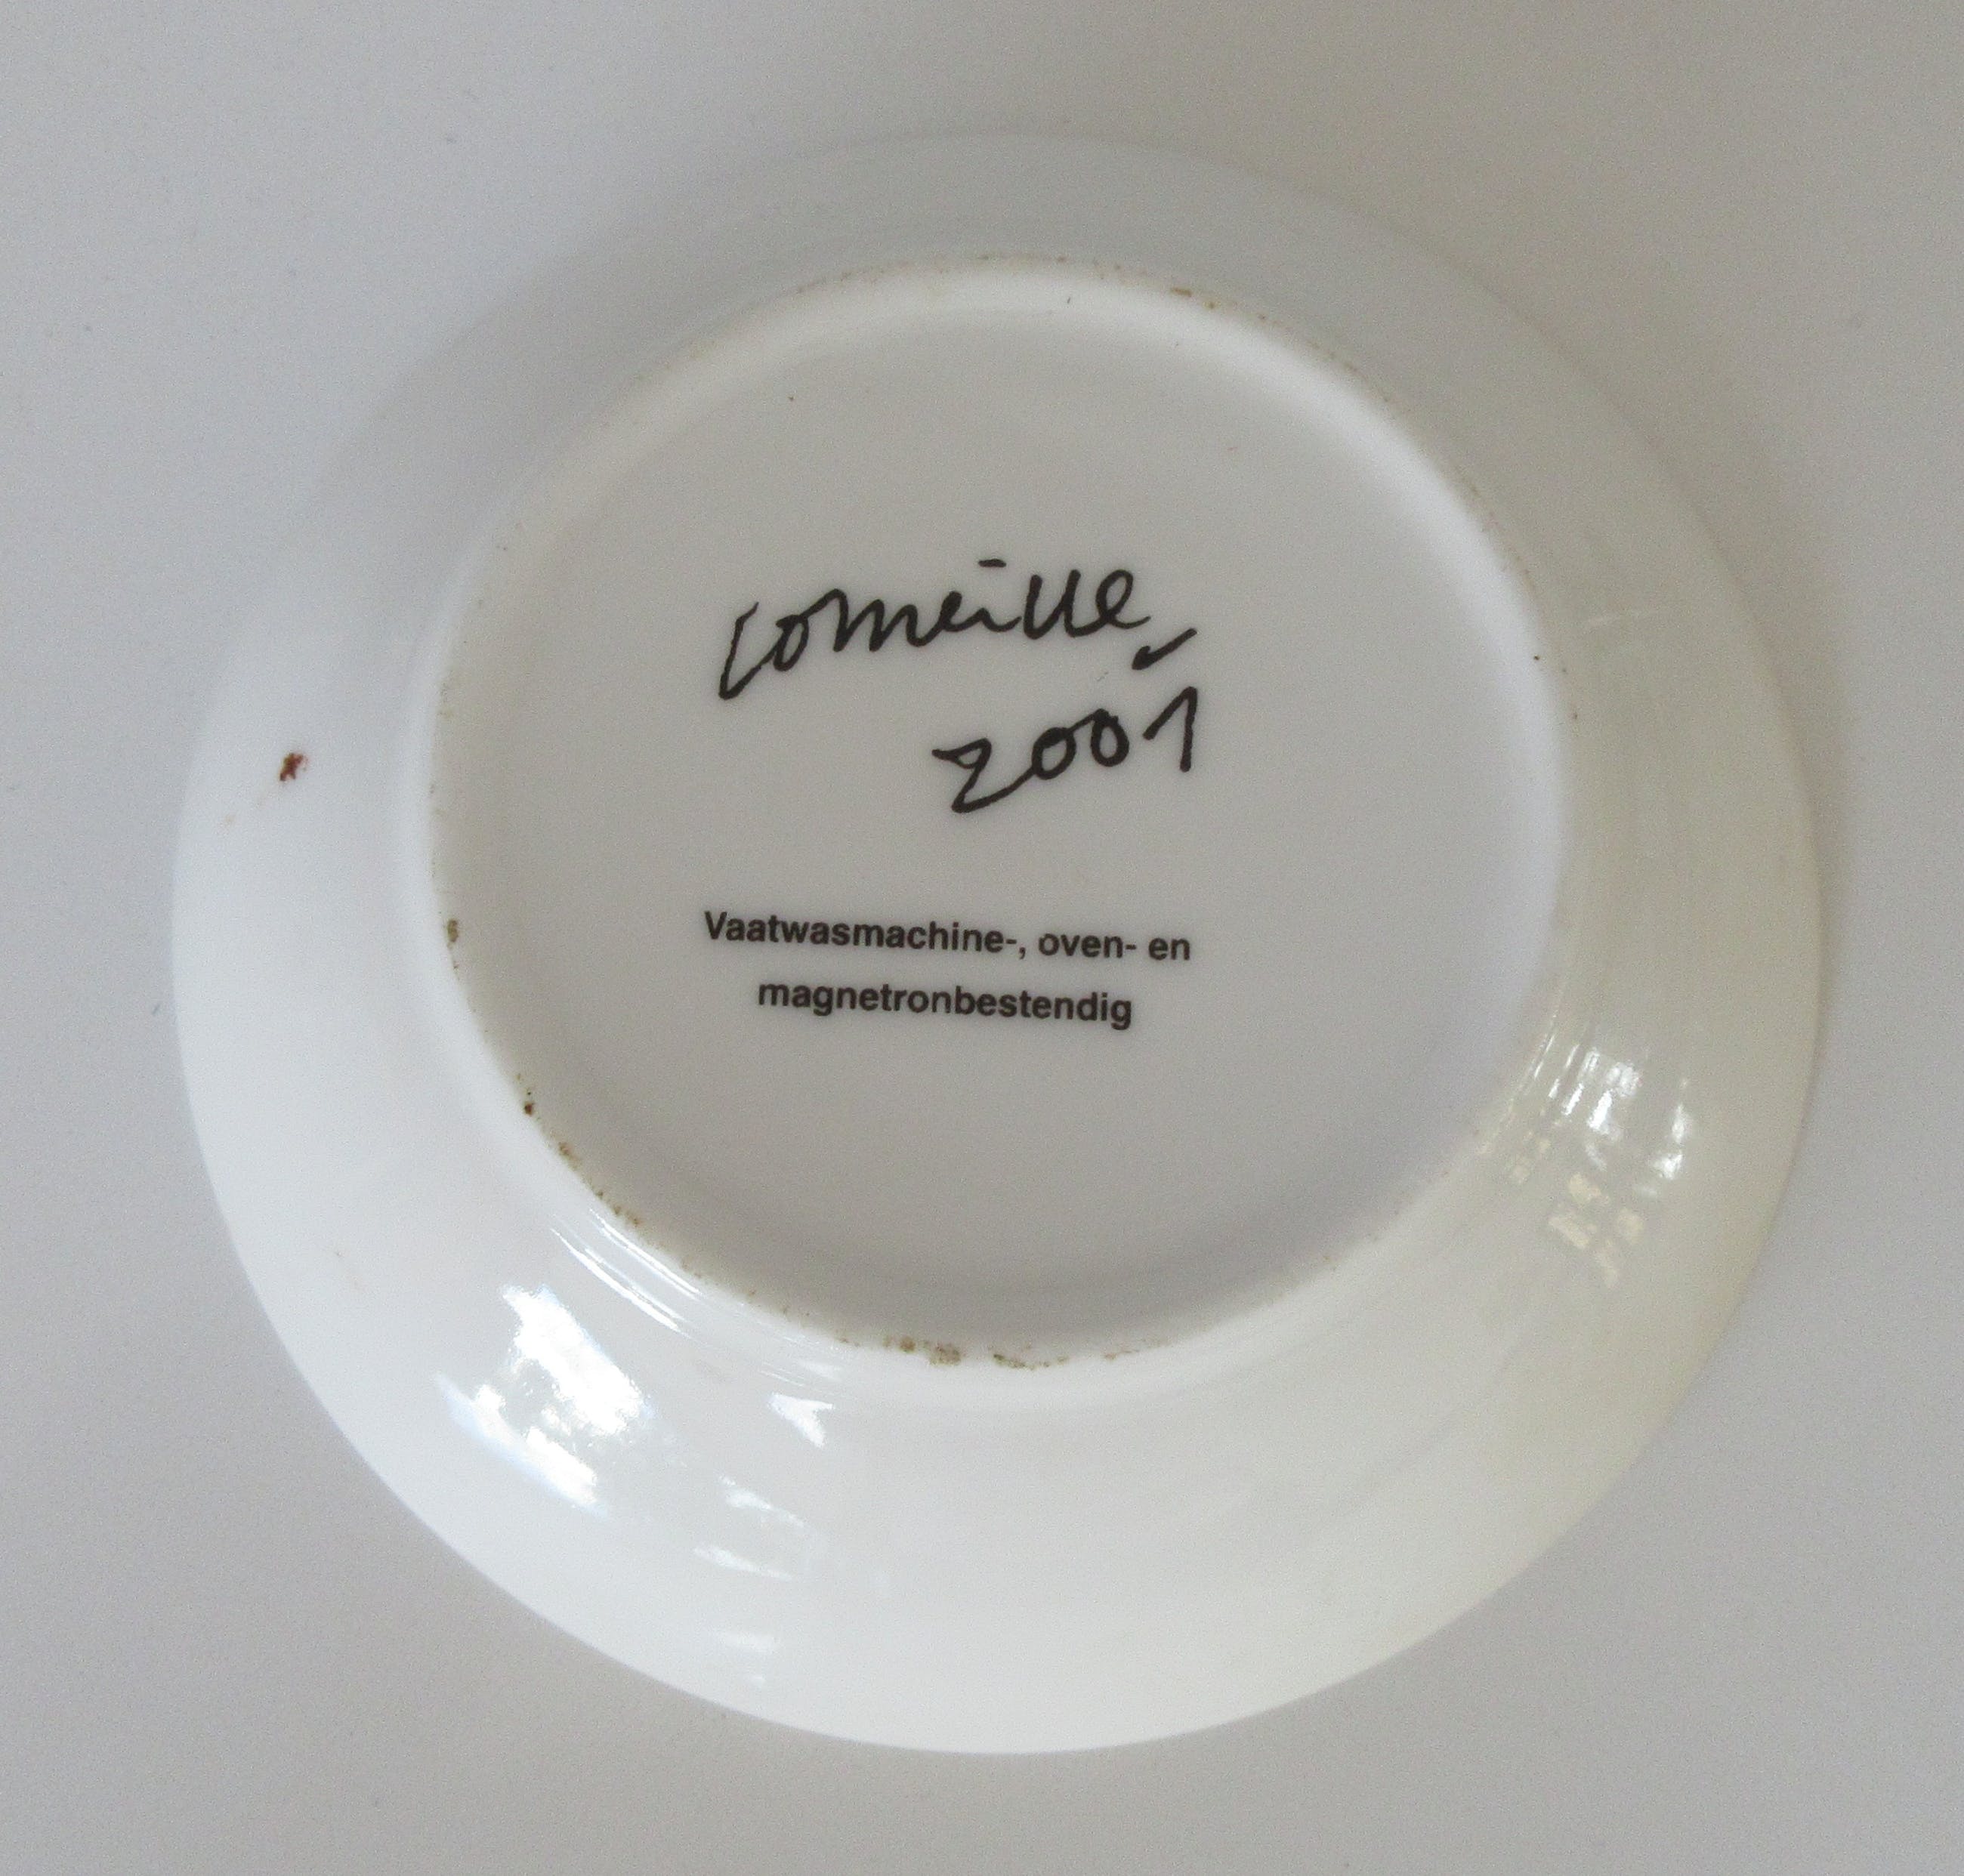 Corneille
2001
Vaatwasmachine-, oven- en
magnetronbestendig